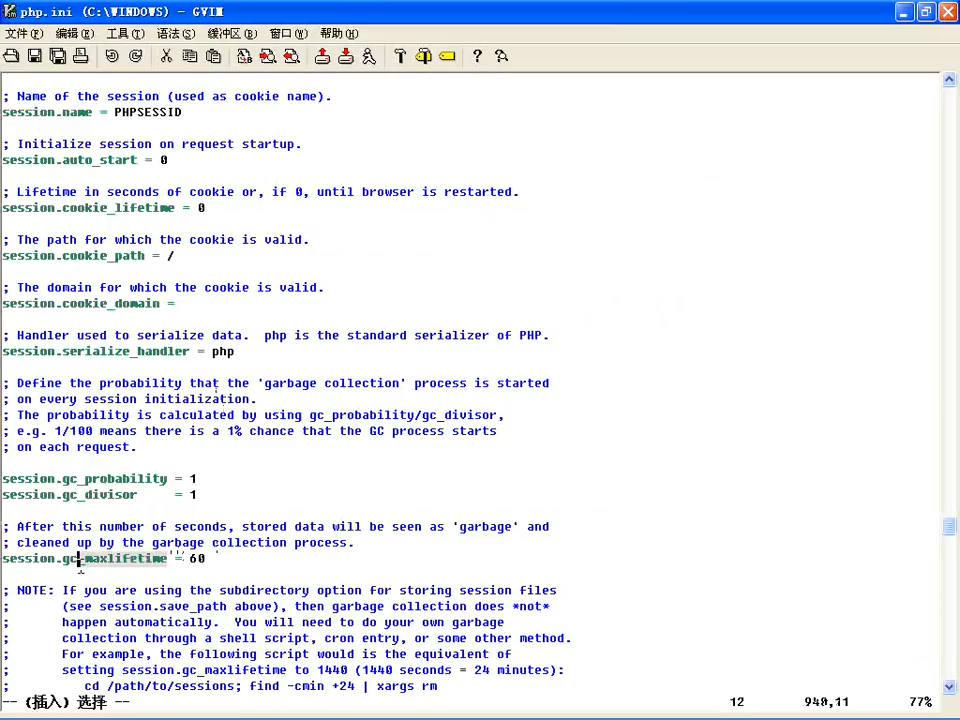 php.ini (C:\WINDOWS) - GVIM
文件(F) 编辑(E) 工具(T) 语法(S) 缓冲区(B) 窗口(W) 帮助(H)
; Name of the session (used as cookie name).
session.name = PHPSESSID
; Initialize session on request startup.
session.auto_start = 0
; Lifetime in seconds of cookie or, if 0, until browser is restarted.
session.cookie_lifetime = 0
; The path for which the cookie is valid.
session.cookie_path = /
; The domain for which the cookie is valid.
session.cookie_domain =
; Handler used to serialize data.  php is the standard serializer of PHP.
session.serialize_handler = php
; Define the probability that the 'garbage collection' process is started
; on every session initialization.
; The probability is calculated by using gc_probability/gc_divisor,
; e.g. 1/100 means there is a 1% chance that the GC process starts
; on each request.
session.gc_probability = 1
session.gc_divisor     = 1
; After this number of seconds, stored data will be seen as 'garbage' and
; cleaned up by the garbage collection process.
session.gc_maxlifetime = 60
; NOTE: If you are using the subdirectory option for storing session files
;       (see session.save_path above), then garbage collection does *not*
;       happen automatically.  You will need to do your own garbage
;       collection through a shell script, cron entry, or some other method.
;       For example, the following script would is the equivalent of
;       setting session.gc_maxlifetime to 1440 (1440 seconds = 24 minutes):
;          cd /path/to/sessions; find -cmin +24 | xargs rm
-- (插入) 选择 -- 12 940,11 77%